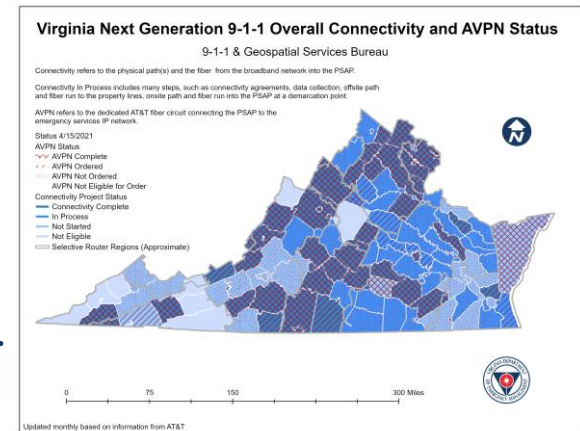 Virginia Next Generation 9-1-1 Overall Connectivity and AVPN Status
9-1-1 & Geospatial Services Bureau
Connectivity refers to the physical path(s) and the fiber from the broadband network into the PSAP.
Connectivity In Process includes many steps, such as connectivity agreements, data collection, offsite path
and fiber run to the property lines, onsite path and fiber run into the PSAP at a demarcation point.
AVPN refers to the dedicated AT&T fiber circuit connecting the PSAP to the
emergency services IP network.
Status 4/15/2021
AVPN Status
AVPN Complete
AVPN Ordered
AVPN Not Ordered
AVPN Not Eligible for Order
Connectivity Project Status
Connectivity Complete
In Process
Not Started
Not Eligible
Selective Router Regions (Approximate)
N
0 75 150 300 Miles
VIRGINIA DEPARTMENT
OF EMERGENCY MANAGEMENT
Updated monthly based on information from AT&T